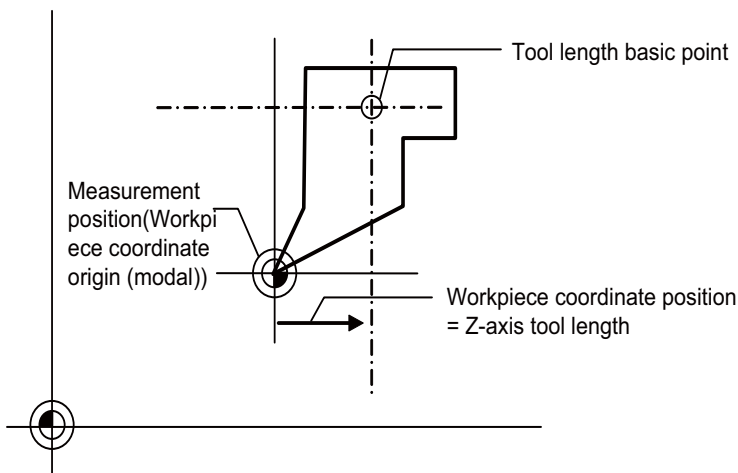 Tool length basic point
Measurement
position(Workpi
ece coordinate
origin (modal))
Workpiece coordinate position
= Z-axis tool length